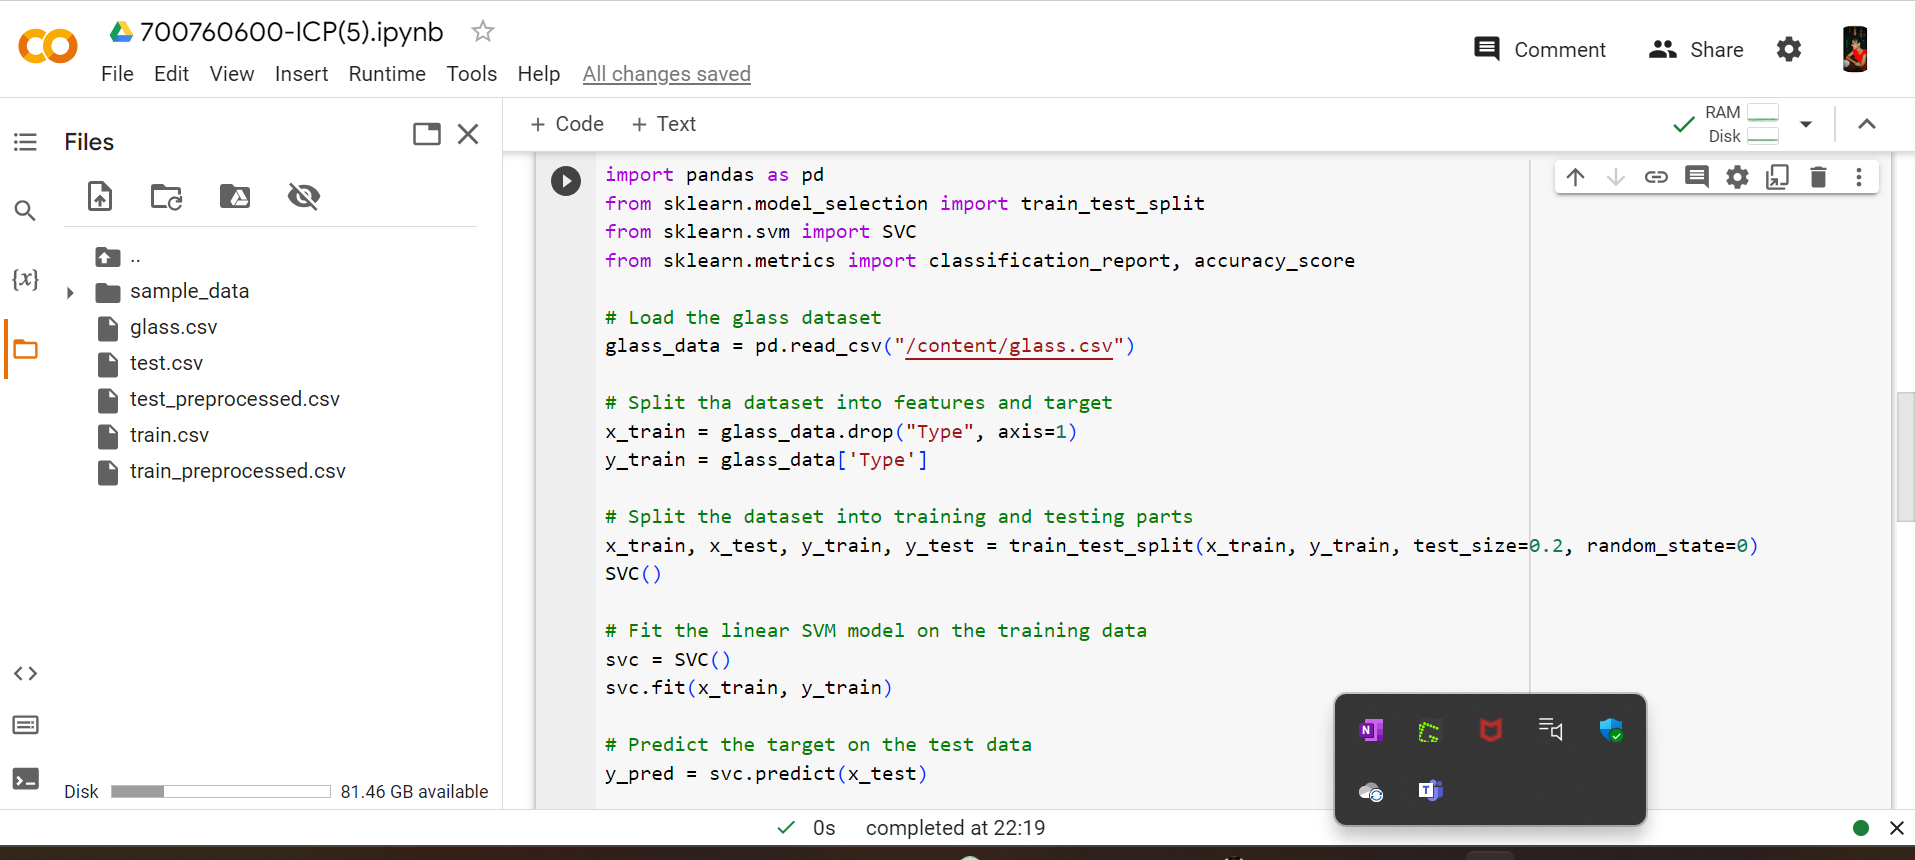 700760600-ICP(5).ipynb
File Edit View Insert Runtime Tools Help All changes saved
Comment Share
Files
+ Code + Text
RAM
Disk
..
sample_data
glass.csv
test.csv
test_preprocessed.csv
train.csv
train_preprocessed.csv
{x}
Disk 81.46 GB available
import pandas as pd
from sklearn.model_selection import train_test_split
from sklearn.svm import SVC
from sklearn.metrics import classification_report, accuracy_score
# Load the glass dataset
glass_data = pd.read_csv("/content/glass.csv")
# Split tha dataset into features and target
x_train = glass_data.drop("Type", axis=1)
y_train = glass_data['Type']
# Split the dataset into training and testing parts
x_train, x_test, y_train, y_test = train_test_split(x_train, y_train, test_size=0.2, random_state=0)
SVC()
# Fit the linear SVM model on the training data
svc = SVC()
svc.fit(x_train, y_train)
# Predict the target on the test data
y_pred = svc.predict(x_test)
0s completed at 22:19